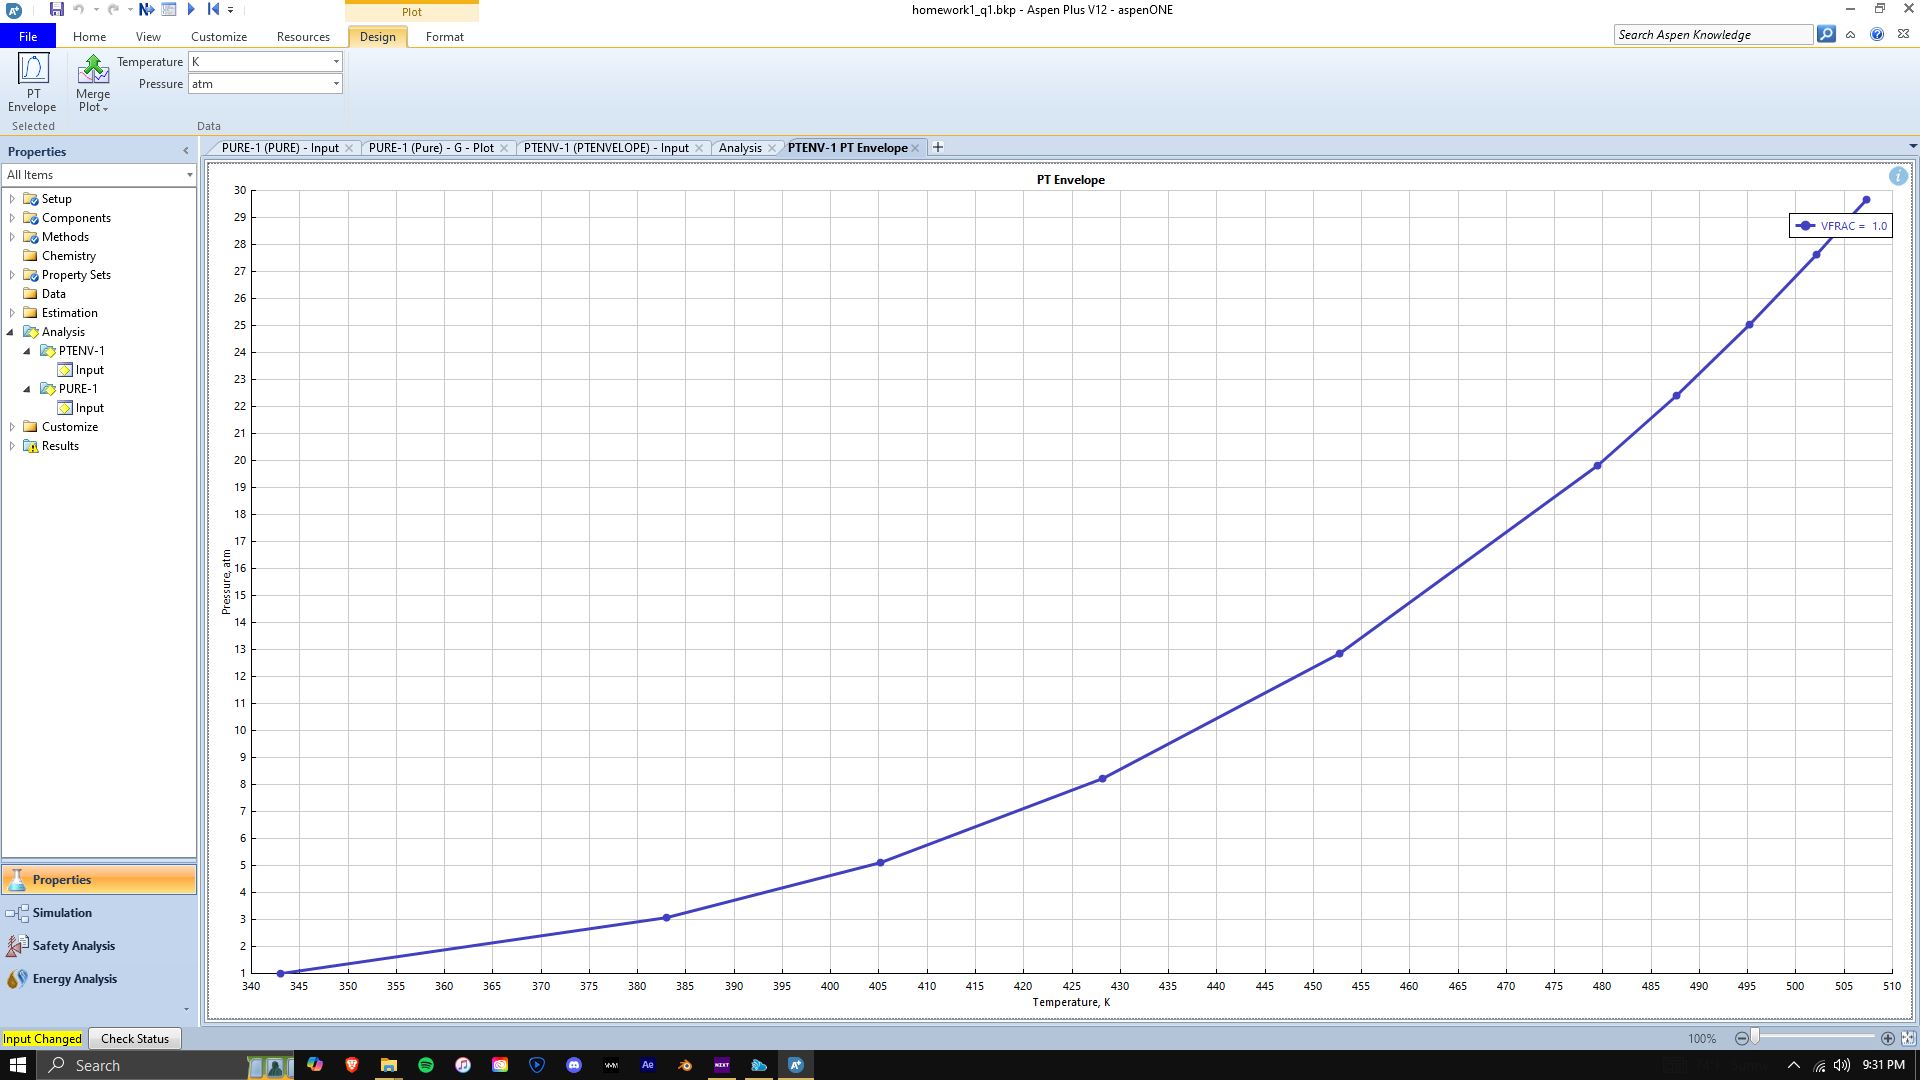 homework1_q1.bkp - Aspen Plus V12 - aspenONE
Plot
File Home View Customize Resources Design Format
Search Aspen Knowledge
PT Envelope
Selected
Merge Plot
Temperature K
Pressure atm
Data
Properties
All Items
Setup
Components
Methods
Chemistry
Property Sets
Data
Estimation
Analysis
PTENV-1
Input
PURE-1
Input
Customize
Results
Properties
Simulation
Safety Analysis
Energy Analysis
PURE-1 (PURE) - Input PURE-1 (Pure) - G - Plot PTENV-1 (PTENVELOPE) - Input Analysis PTENV-1 PT Envelope
PT Envelope
VFRAC = 1.0
30
29
28
27
26
25
24
23
22
21
20
19
18
17
16
15
14
13
12
11
10
9
8
7
6
5
4
3
2
1
Pressure, atm
340 345 350 355 360 365 370 375 380 385 390 395 400 405 410 415 420 425 430 435 440 445 450 455 460 465 470 475 480 485 490 495 500 505 510
Temperature, K
Input Changed Check Status
100%
Search
Ae
NEXT
9:31 PM